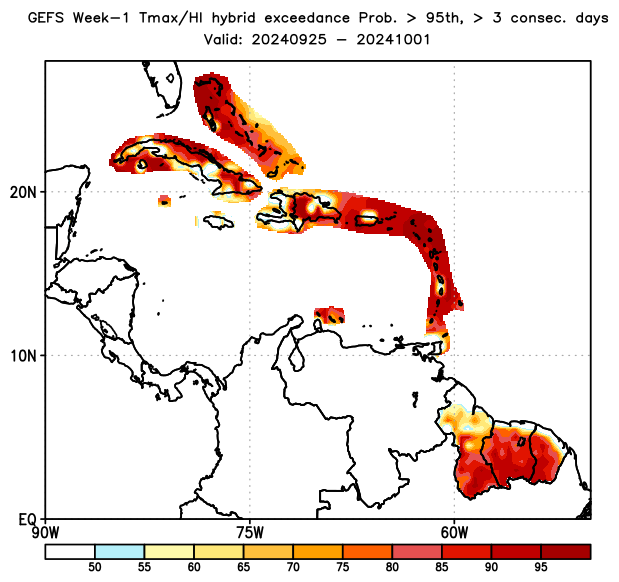 GEFS Week-1 Tmax/HI hybrid exceedance Prob. > 95th, > 3 consec. days
Valid: 20240925 - 20241001
20N
10N
EQ
90W 75W 60W
50 55 60 65 70 75 80 85 90 95